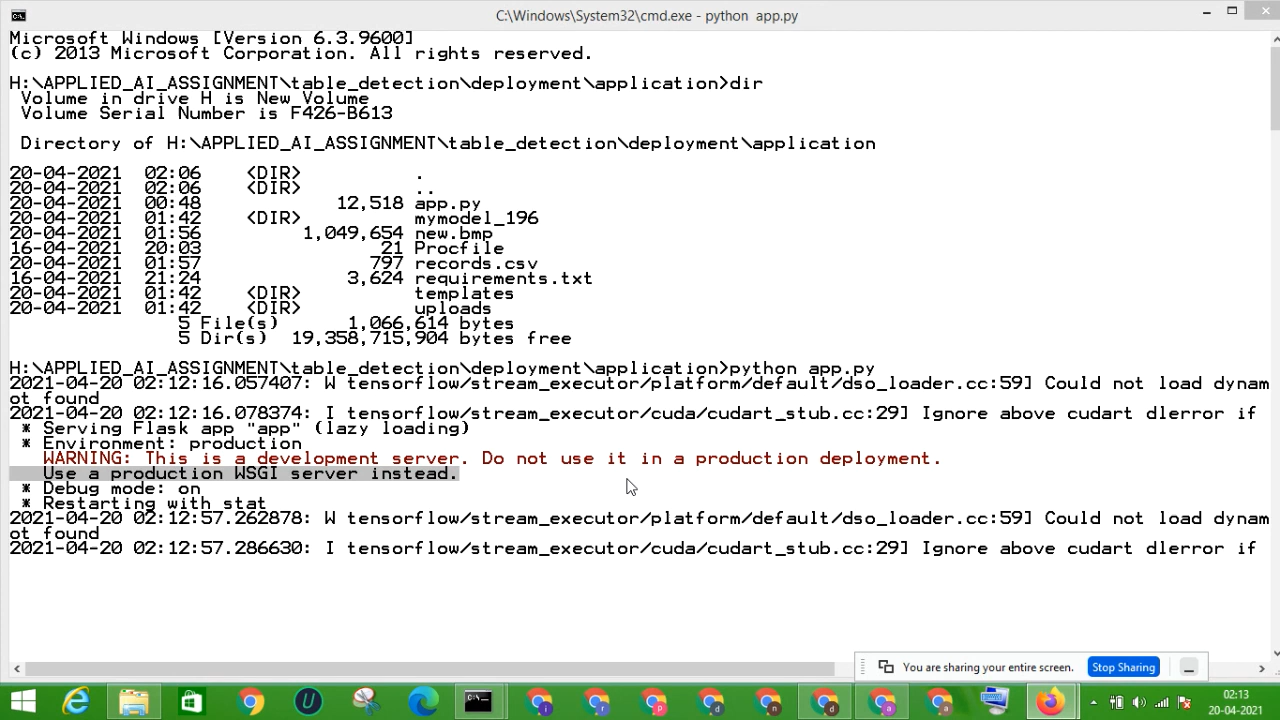 C:\Windows\System32\cmd.exe - python  app.py
Microsoft Windows [Version 6.3.9600]
(c) 2013 Microsoft Corporation. All rights reserved.
H:\APPLIED_AI_ASSIGNMENT\table_detection\deployment\application>dir
Volume in drive H is New Volume
Volume Serial Number is F426-B613
Directory of H:\APPLIED_AI_ASSIGNMENT\table_detection\deployment\application
20-04-2021  02:06    <DIR>          .
20-04-2021  02:06    <DIR>          ..
20-04-2021  00:48            12,518 app.py
20-04-2021  01:42    <DIR>          mymodel_196
20-04-2021  01:56         1,049,654 new.bmp
16-04-2021  20:03                21 Procfile
20-04-2021  01:57               797 records.csv
16-04-2021  21:24             3,624 requirements.txt
20-04-2021  01:42    <DIR>          templates
20-04-2021  01:42    <DIR>          uploads
5 File(s)      1,066,614 bytes
5 Dir(s)  19,358,715,904 bytes free
H:\APPLIED_AI_ASSIGNMENT\table_detection\deployment\application>python app.py
2021-04-20 02:12:16.057407: W tensorflow/stream_executor/platform/default/dso_loader.cc:59] Could not load dynam
ot found
2021-04-20 02:12:16.078374: I tensorflow/stream_executor/cuda/cudart_stub.cc:29] Ignore above cudart dlerror if
* Serving Flask app "app" (lazy loading)
* Environment: production
WARNING: This is a development server. Do not use it in a production deployment.
Use a production WSGI server instead.
* Debug mode: on
* Restarting with stat
2021-04-20 02:12:57.262878: W tensorflow/stream_executor/platform/default/dso_loader.cc:59] Could not load dynam
ot found
2021-04-20 02:12:57.286630: I tensorflow/stream_executor/cuda/cudart_stub.cc:29] Ignore above cudart dlerror if
You are sharing your entire screen.
Stop Sharing
02:13
20-04-2021